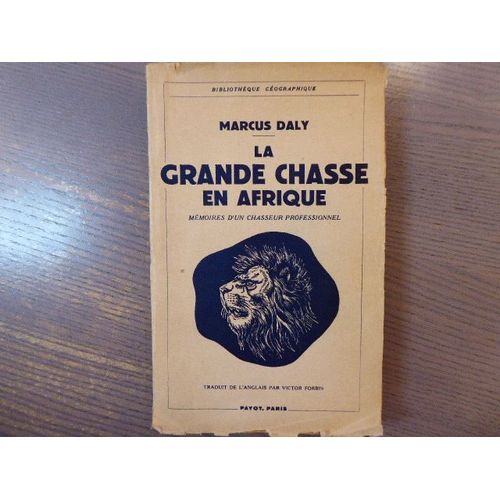 BIBLIOTHÈQUE GÉOGRAPHIQUE
MARCUS DALY
LA
GRANDE CHASSE
EN AFRIQUE
MÉMOIRES D'UN CHASSEUR PROFESSIONNEL
TRADUIT DE L'ANGLAIS PAR VICTOR FORBIN
PAYOT, PARIS